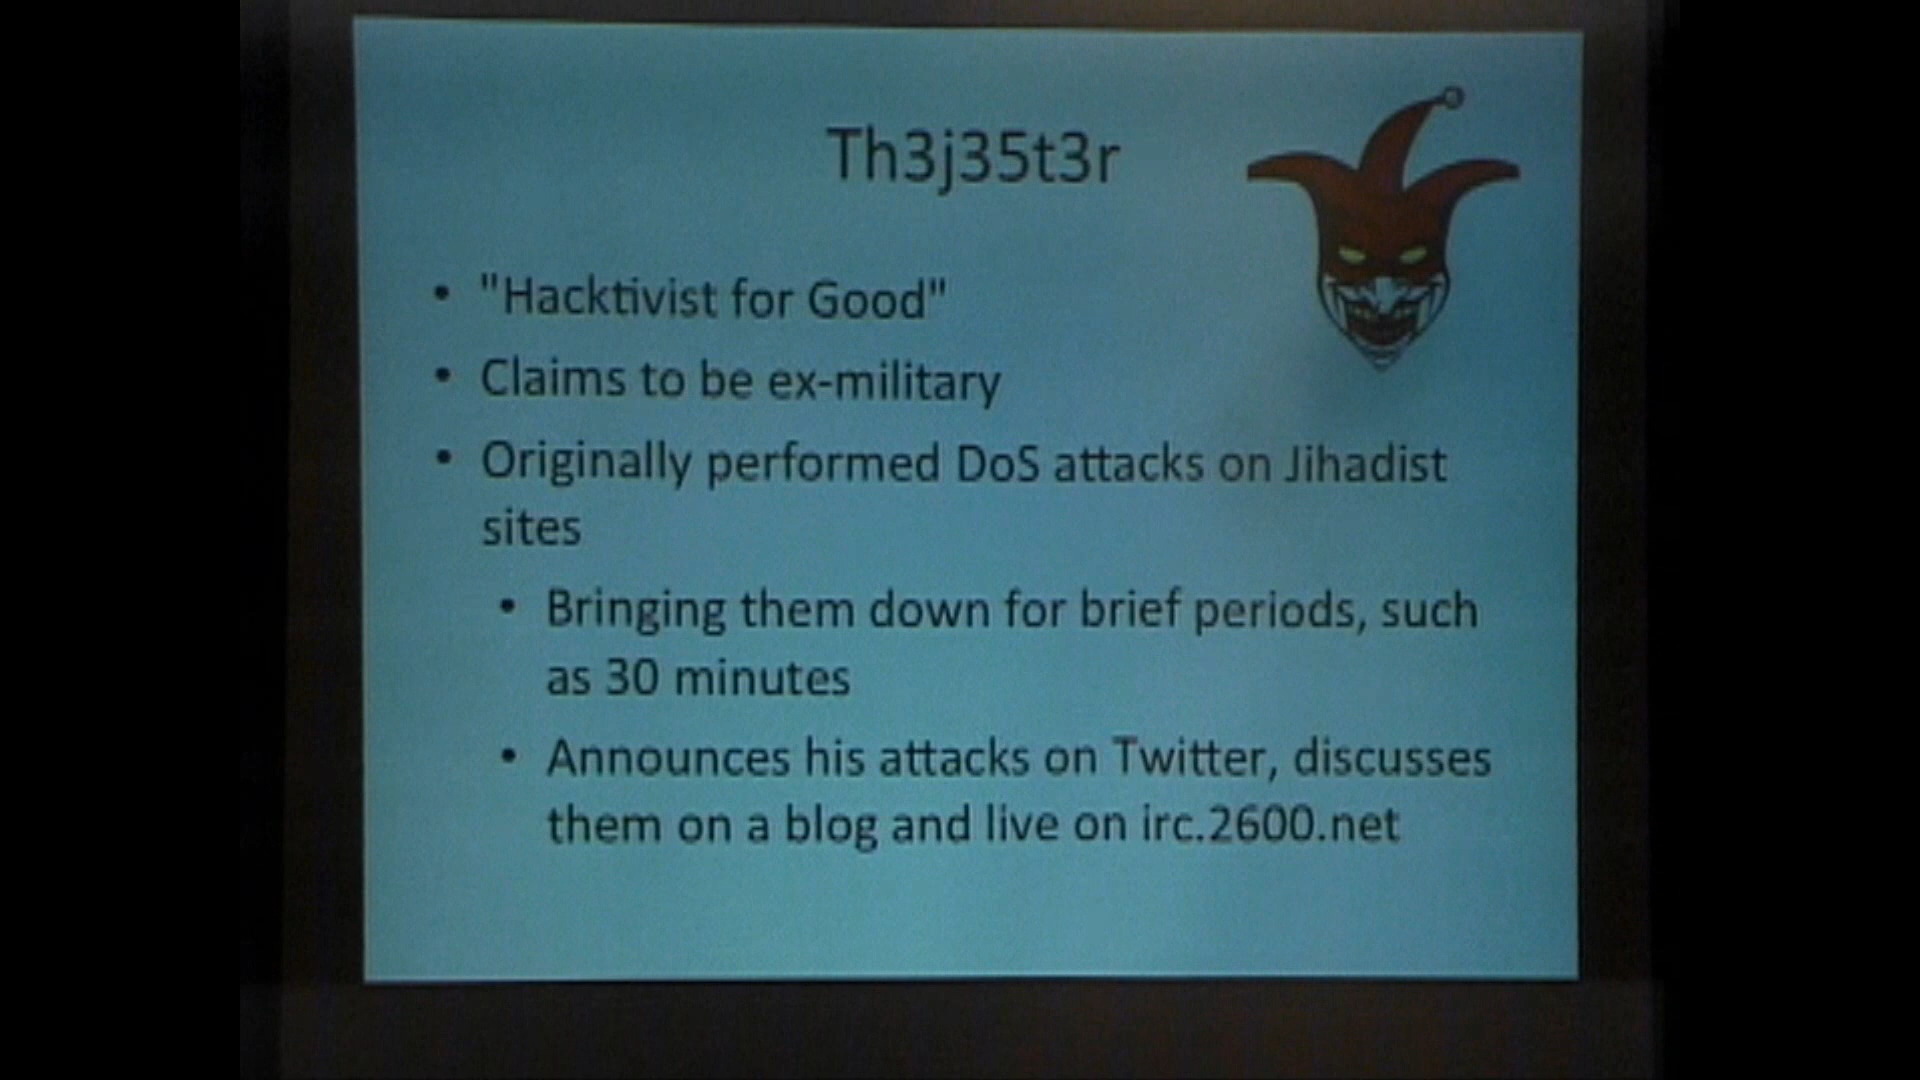 Th3j35t3r
• "Hacktivist for Good"
• Claims to be ex-military
• Originally performed DoS attacks on Jihadist
sites
• Bringing them down for brief periods, such
as 30 minutes
• Announces his attacks on Twitter, discusses
them on a blog and live on irc.2600.net